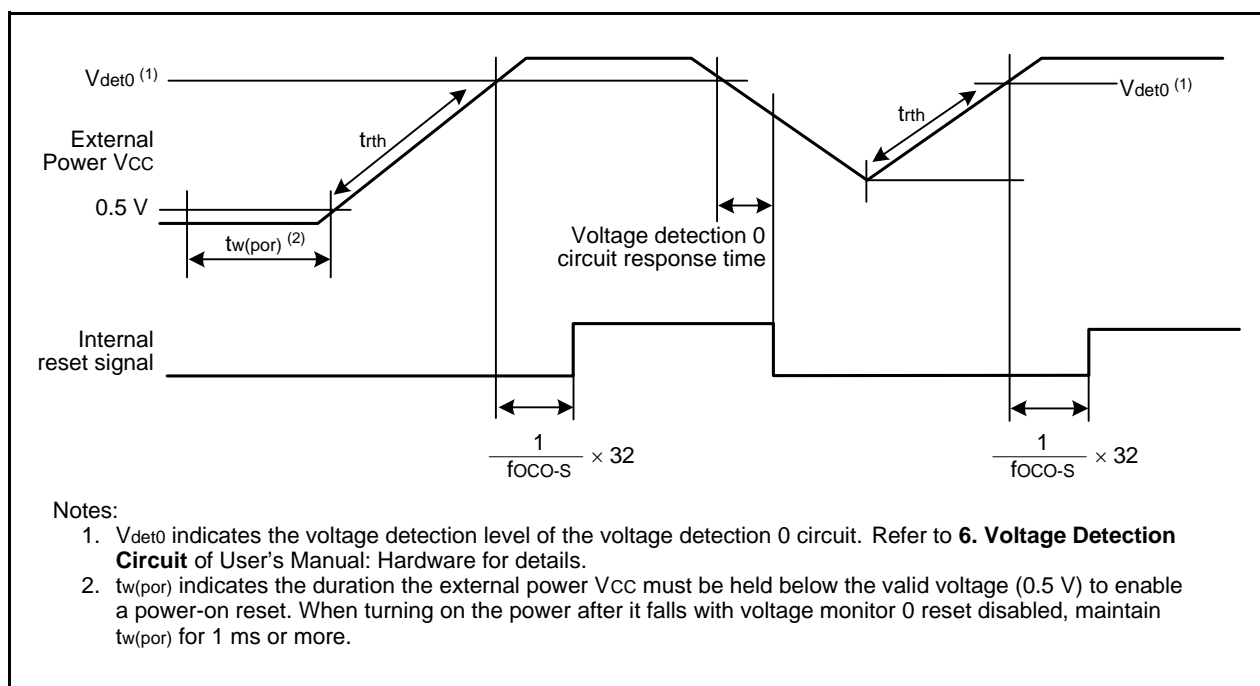 Vdet0 (1)
External
Power VCC
0.5 V
trth
tw(por) (2)
Voltage detection 0
circuit response time
trth
Vdet0 (1)
Internal
reset signal
1
fOCO-S
× 32
1
fOCO-S
× 32
Notes:
1. Vdet0 indicates the voltage detection level of the voltage detection 0 circuit. Refer to 6. Voltage Detection
Circuit of User's Manual: Hardware for details.
2. tw(por) indicates the duration the external power VCC must be held below the valid voltage (0.5 V) to enable
a power-on reset. When turning on the power after it falls with voltage monitor 0 reset disabled, maintain
tw(por) for 1 ms or more.